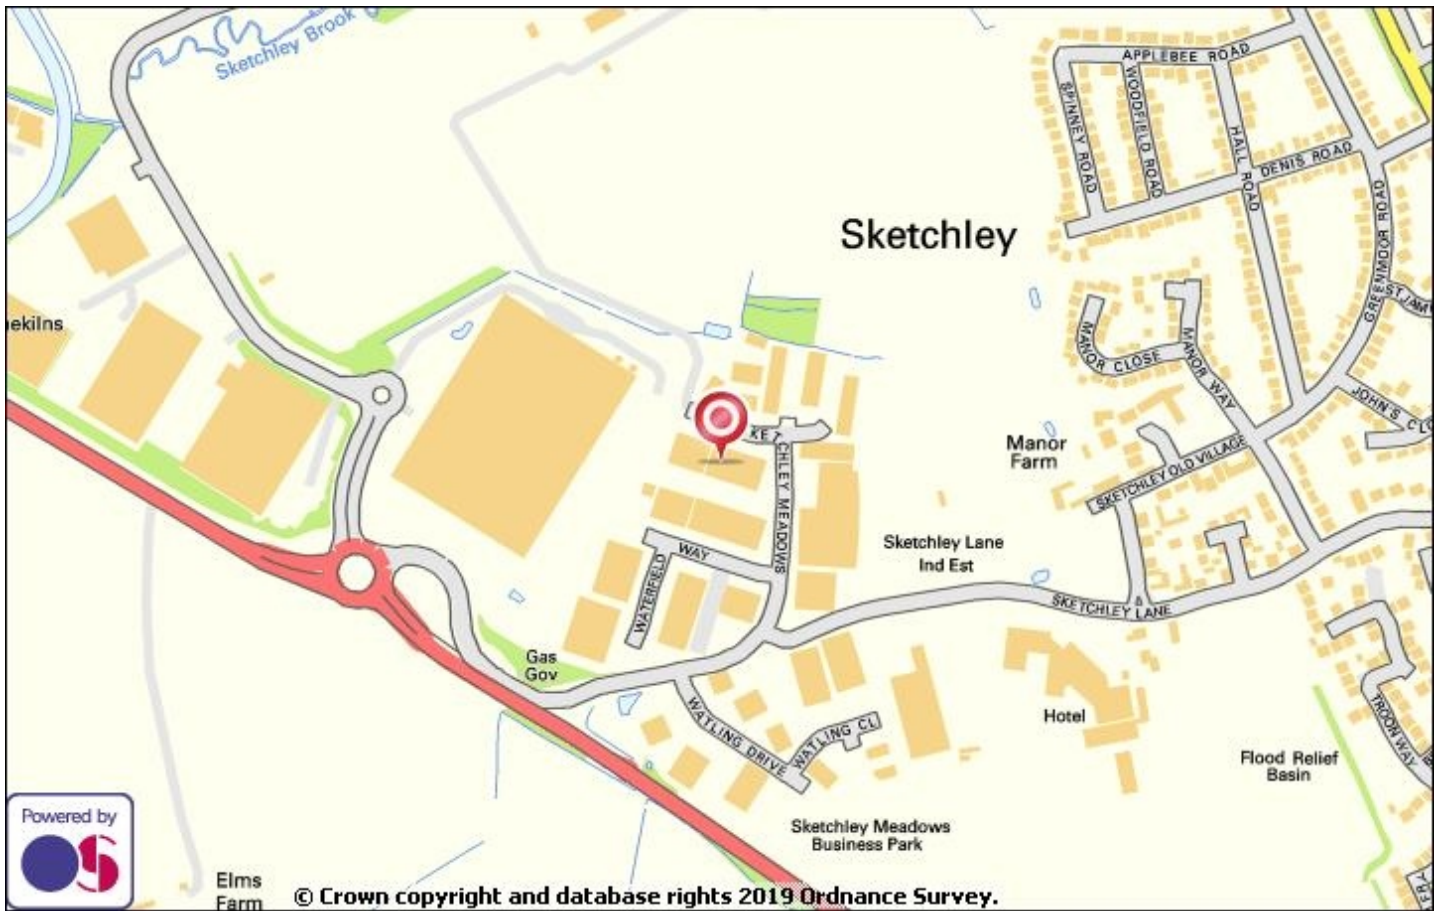 Sketchley Brook
APPLEBEE ROAD
SPINNEY ROAD
WOODFIELD ROAD
HALL ROAD
DENIS ROAD
GREENMOOR ROAD
Sketchley
ekilns
MANOR CLOSE
MANOR WAY
JOHN'S
Manor
Farm
SKETCHLEY OLD VILLAGE
KETCHLEY MEADOWS
WAY
WATERFIELD
Sketchley Lane
Ind Est
SKETCHLEY LANE
Gas
Gov
WATLING DRIVE
WATLING CL
Hotel
TROON WAY
Flood Relief
Basin
Sketchley Meadows
Business Park
Powered by
OS
Elms
Farm
© Crown copyright and database rights 2019 Ordnance Survey.